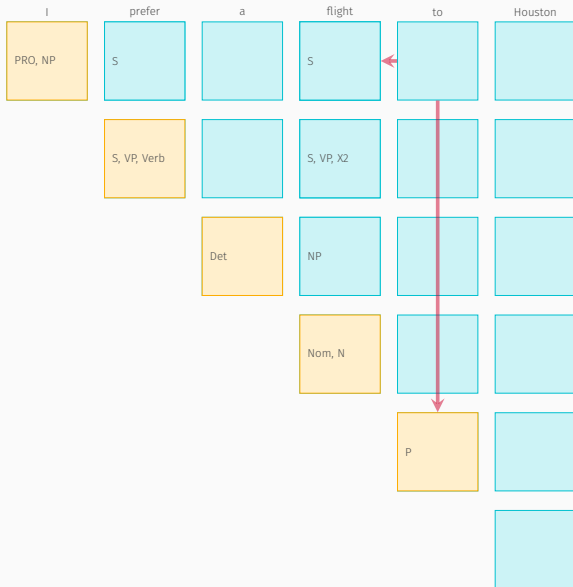 I prefer a flight to Houston
PRO, NP S S
S, VP, Verb S, VP, X2
Det NP
Nom, N
P